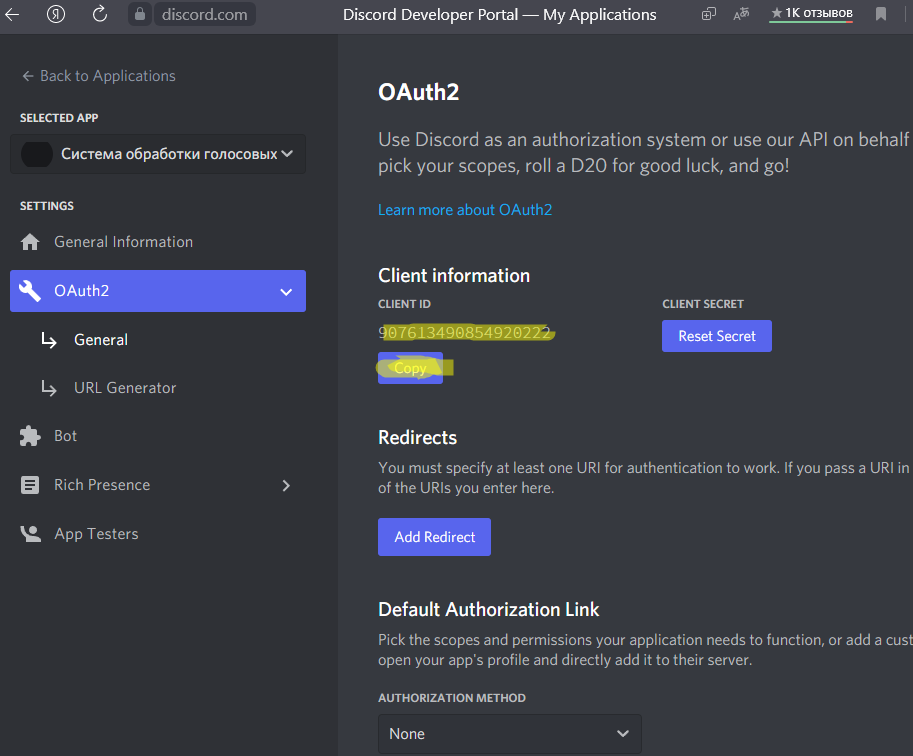 discord.com
Discord Developer Portal — My Applications
★ 1K отзывов
← Back to Applications
SELECTED APP
Система обработки голосовых
SETTINGS
General Information
OAuth2
General
URL Generator
Bot
Rich Presence
App Testers
OAuth2
Use Discord as an authorization system or use our API on behalf
pick your scopes, roll a D20 for good luck, and go!
Learn more about OAuth2
Client information
CLIENT ID
907613490854920222
Copy
CLIENT SECRET
Reset Secret
Redirects
You must specify at least one URI for authentication to work. If you pass a URI in
of the URIs you enter here.
Add Redirect
Default Authorization Link
Pick the scopes and permissions your application needs to function, or add a cust
open your app's profile and directly add it to their server.
AUTHORIZATION METHOD
None